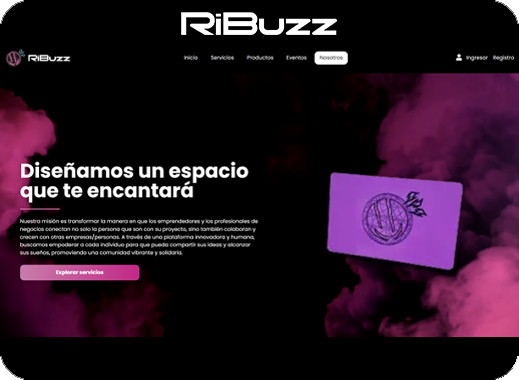 RiBuzz
RiBuzz
Inicio Servicios Productos Eventos Nosotros Ingresar Registro
Diseñamos un espacio
que te encantará
Nuestra misión es transformar la manera en que los emprendedores y los profesionales de
negocios conectan no solo la persona que son con su proyecto, sino también colaboran y
crecen con otras empresas/personas. A través de una plataforma innovadora y humana,
buscamos empoderar a cada individuo para que pueda compartir sus ideas y alcanzar
sus sueños, promoviendo una comunidad vibrante y solidaria.
Explorar servicios